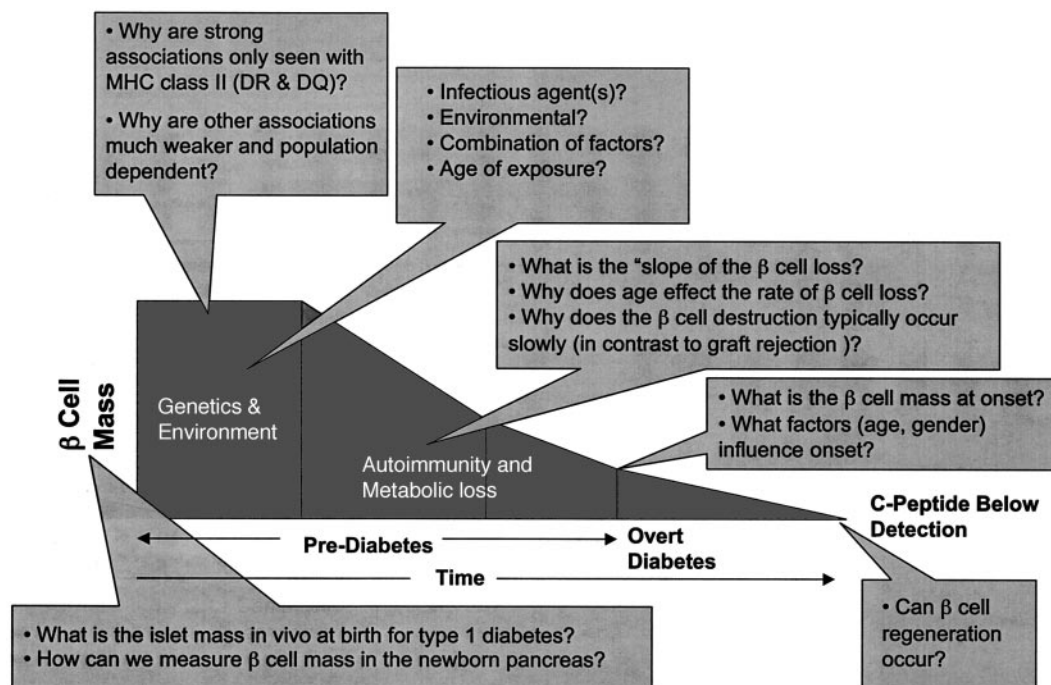 • Why are strong
associations only seen with
MHC class II (DR & DQ)?
• Why are other associations
much weaker and population
dependent?
• Infectious agent(s)?
• Environmental?
• Combination of factors?
• Age of exposure?
• What is the “slope of the β cell loss?
• Why does age effect the rate of β cell loss?
• Why does the β cell destruction typically occur
slowly (in contrast to graft rejection )?
• What is the β cell mass at onset?
• What factors (age, gender)
influence onset?
β Cell
Mass
Genetics &
Environment
Autoimmunity and
Metabolic loss
C-Peptide Below
Detection
Pre-Diabetes
Overt
Diabetes
Time
• What is the islet mass in vivo at birth for type 1 diabetes?
• How can we measure β cell mass in the newborn pancreas?
• Can β cell
regeneration
occur?